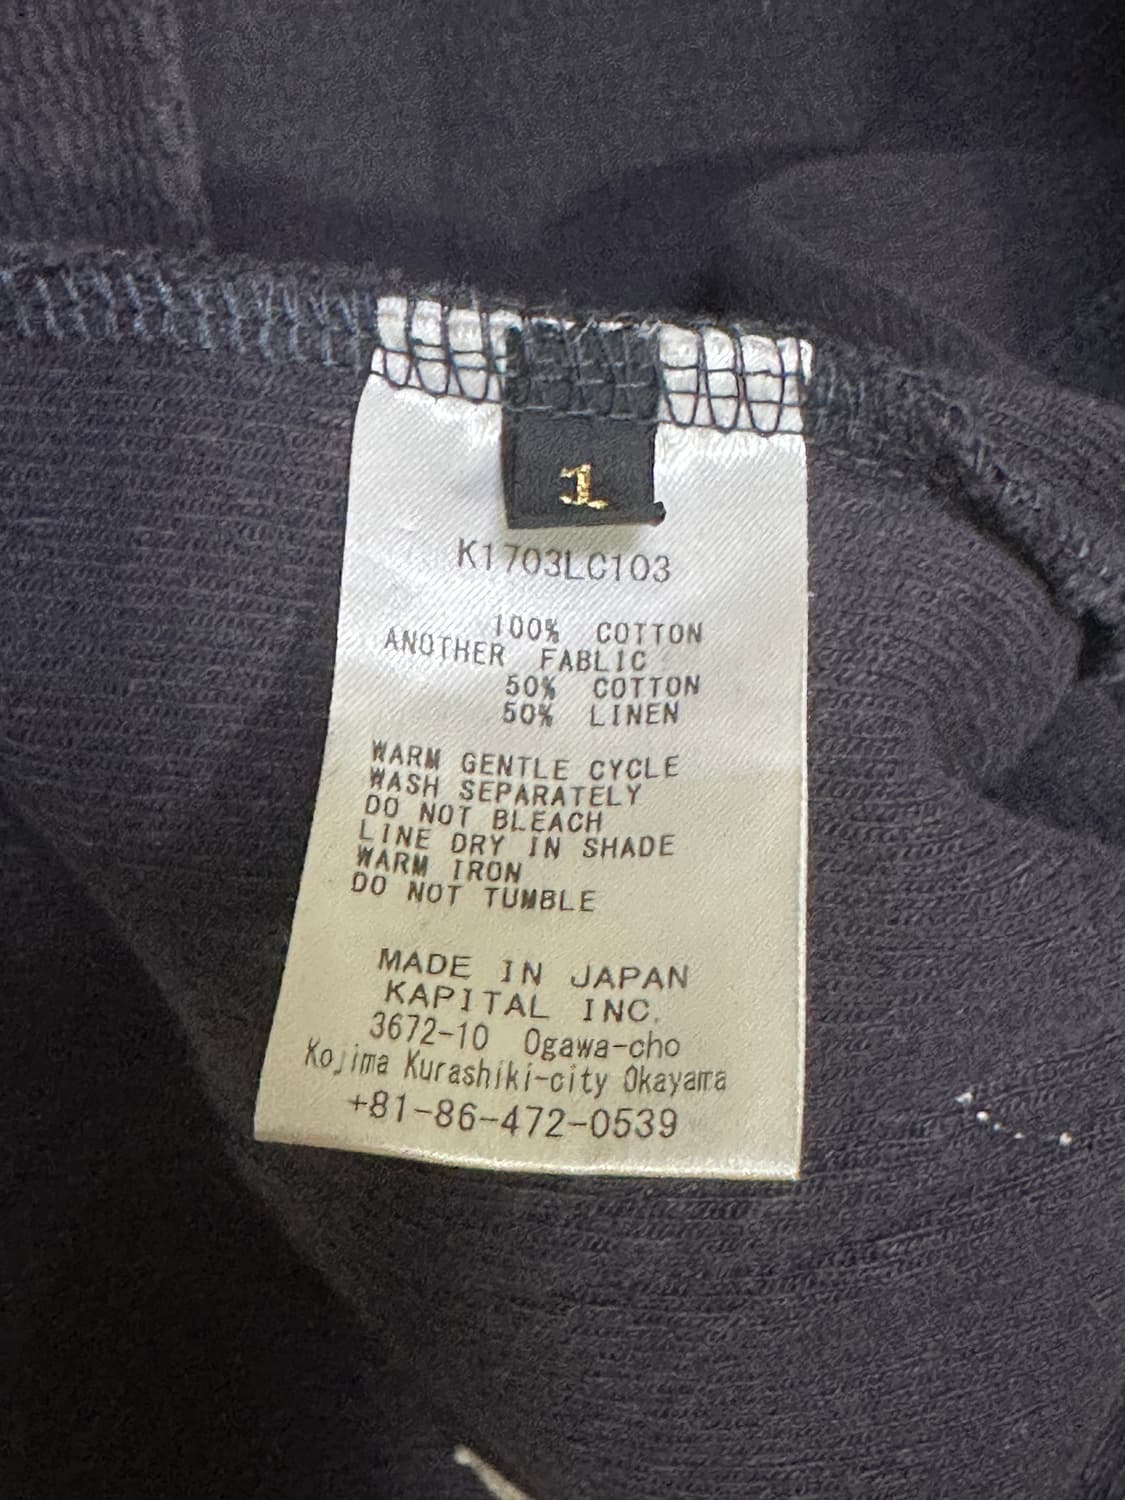 1
K1703LC103
100% COTTON
ANOTHER FABLIC
50% COTTON
50% LINEN
WARM GENTLE CYCLE
WASH SEPARATELY
DO NOT BLEACH
LINE DRY IN SHADE
WARM IRON
DO NOT TUMBLE
MADE IN JAPAN
KAPITAL INC.
3672-10 Ogawa-cho
Kojima Kurashiki-city Okayama
+81-86-472-0539